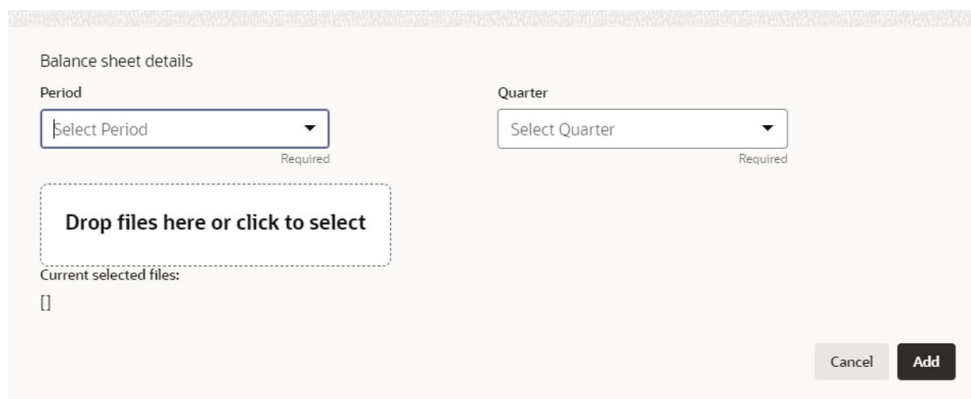 Balance sheet details
Period
Quarter
Select Period
Select Quarter
Required
Required
Drop files here or click to select
Current selected files:
[]
Cancel
Add